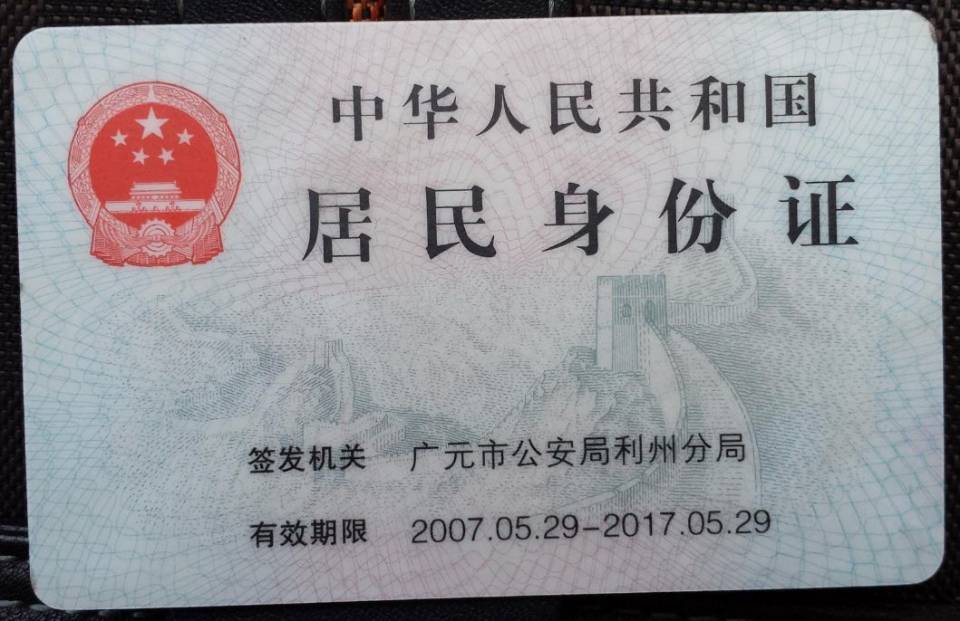 中华人民共和国
居民身份证
签发机关 广元市公安局利州分局
有效期限 2007.05.29-2017.05.29